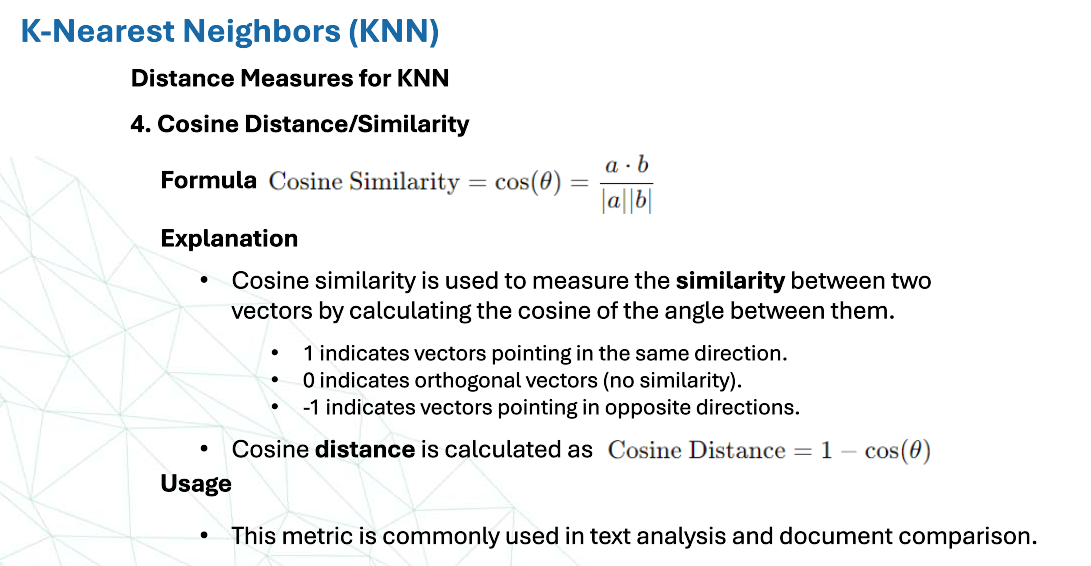 K-Nearest Neighbors (KNN)
Distance Measures for KNN
4. Cosine Distance/Similarity
Formula Cosine Similarity = cos(θ) = a · b / |a||b|
Explanation
• Cosine similarity is used to measure the similarity between two
vectors by calculating the cosine of the angle between them.
• 1 indicates vectors pointing in the same direction.
• 0 indicates orthogonal vectors (no similarity).
• -1 indicates vectors pointing in opposite directions.
• Cosine distance is calculated as Cosine Distance = 1 − cos(θ)
Usage
• This metric is commonly used in text analysis and document comparison.